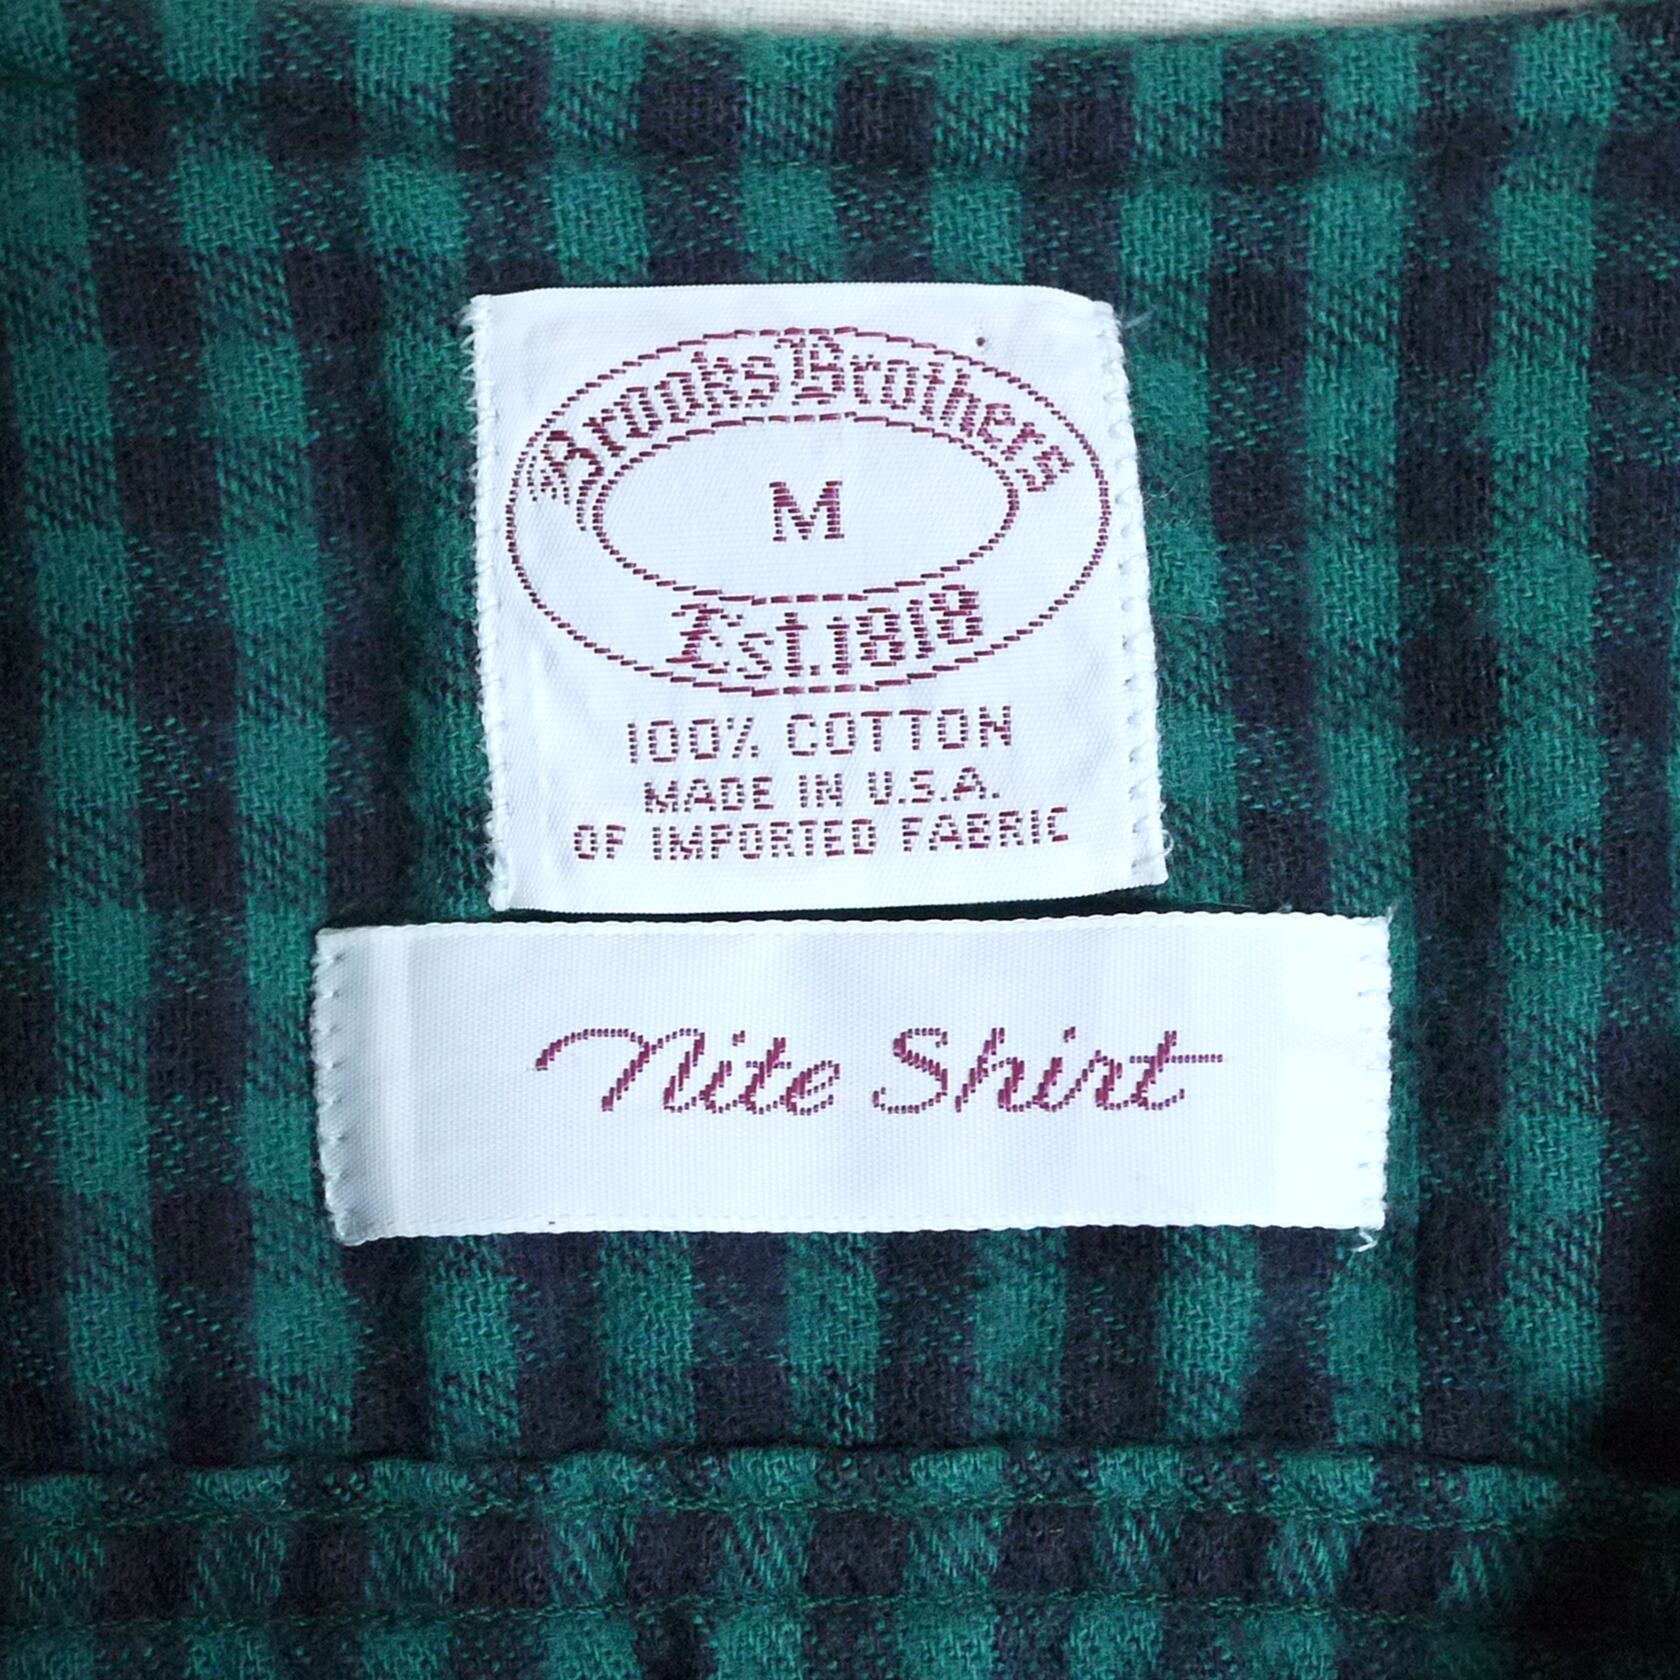 Brooks Brothers
M
Est. 1818
100% COTTON
MADE IN U.S.A.
OF IMPORTED FABRIC
Nite Shirt